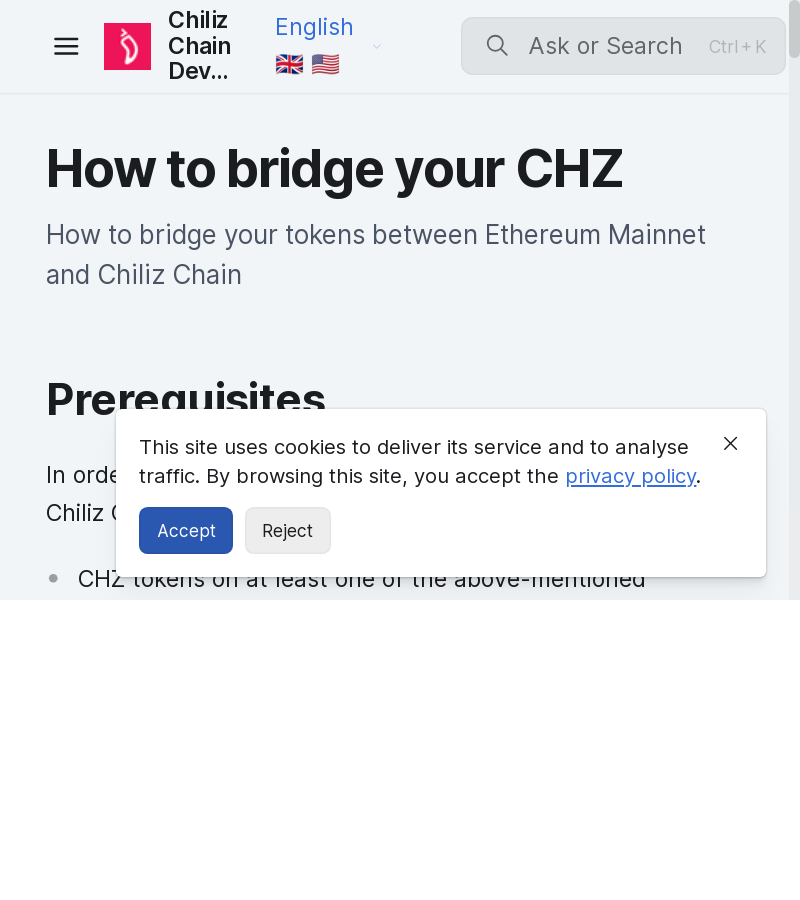 Chiliz
Chain
Dev...
English
Ask or Search
Ctrl + K
How to bridge your CHZ
How to bridge your tokens between Ethereum Mainnet
and Chiliz Chain
Prerequisites
In orde
Chiliz
This site uses cookies to deliver its service and to analyse
traffic. By browsing this site, you accept the privacy policy.
Accept
Reject
CHZ tokens on at least one of the above-mentioned